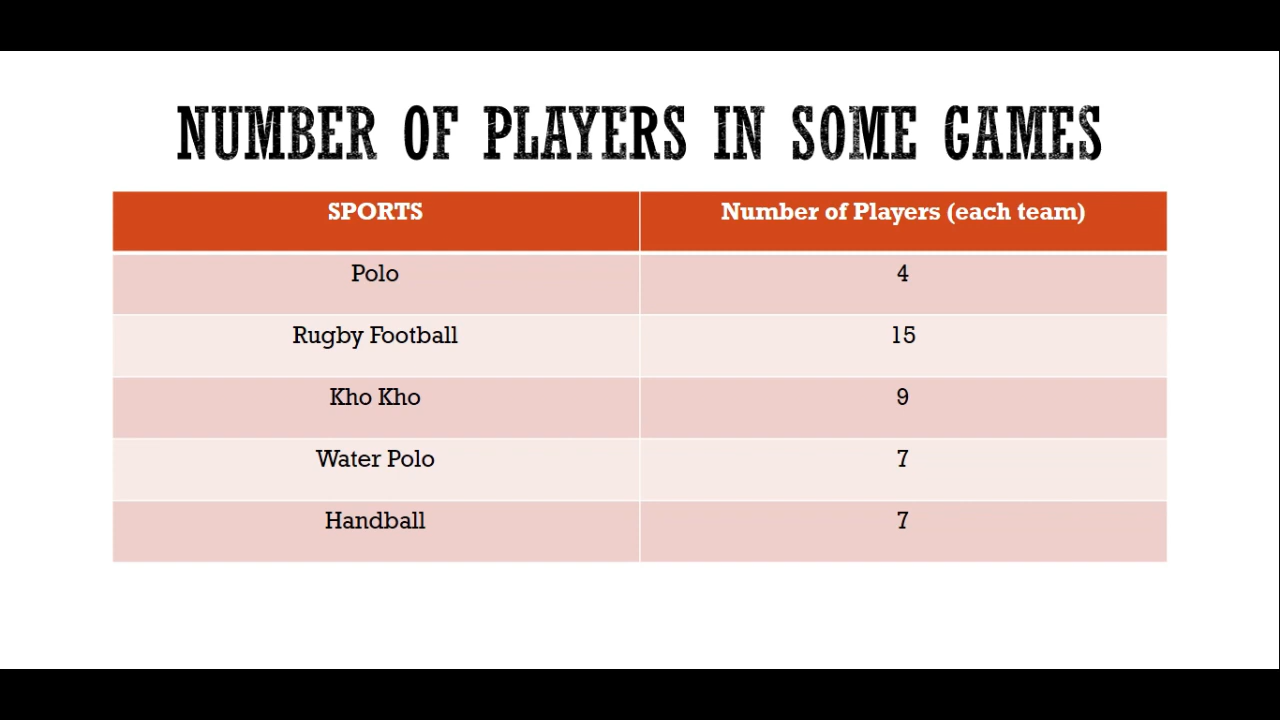 NUMBER OF PLAYERS IN SOME GAMES
SPORTS Number of Players (each team)
Polo 4
Rugby Football 15
Kho Kho 9
Water Polo 7
Handball 7